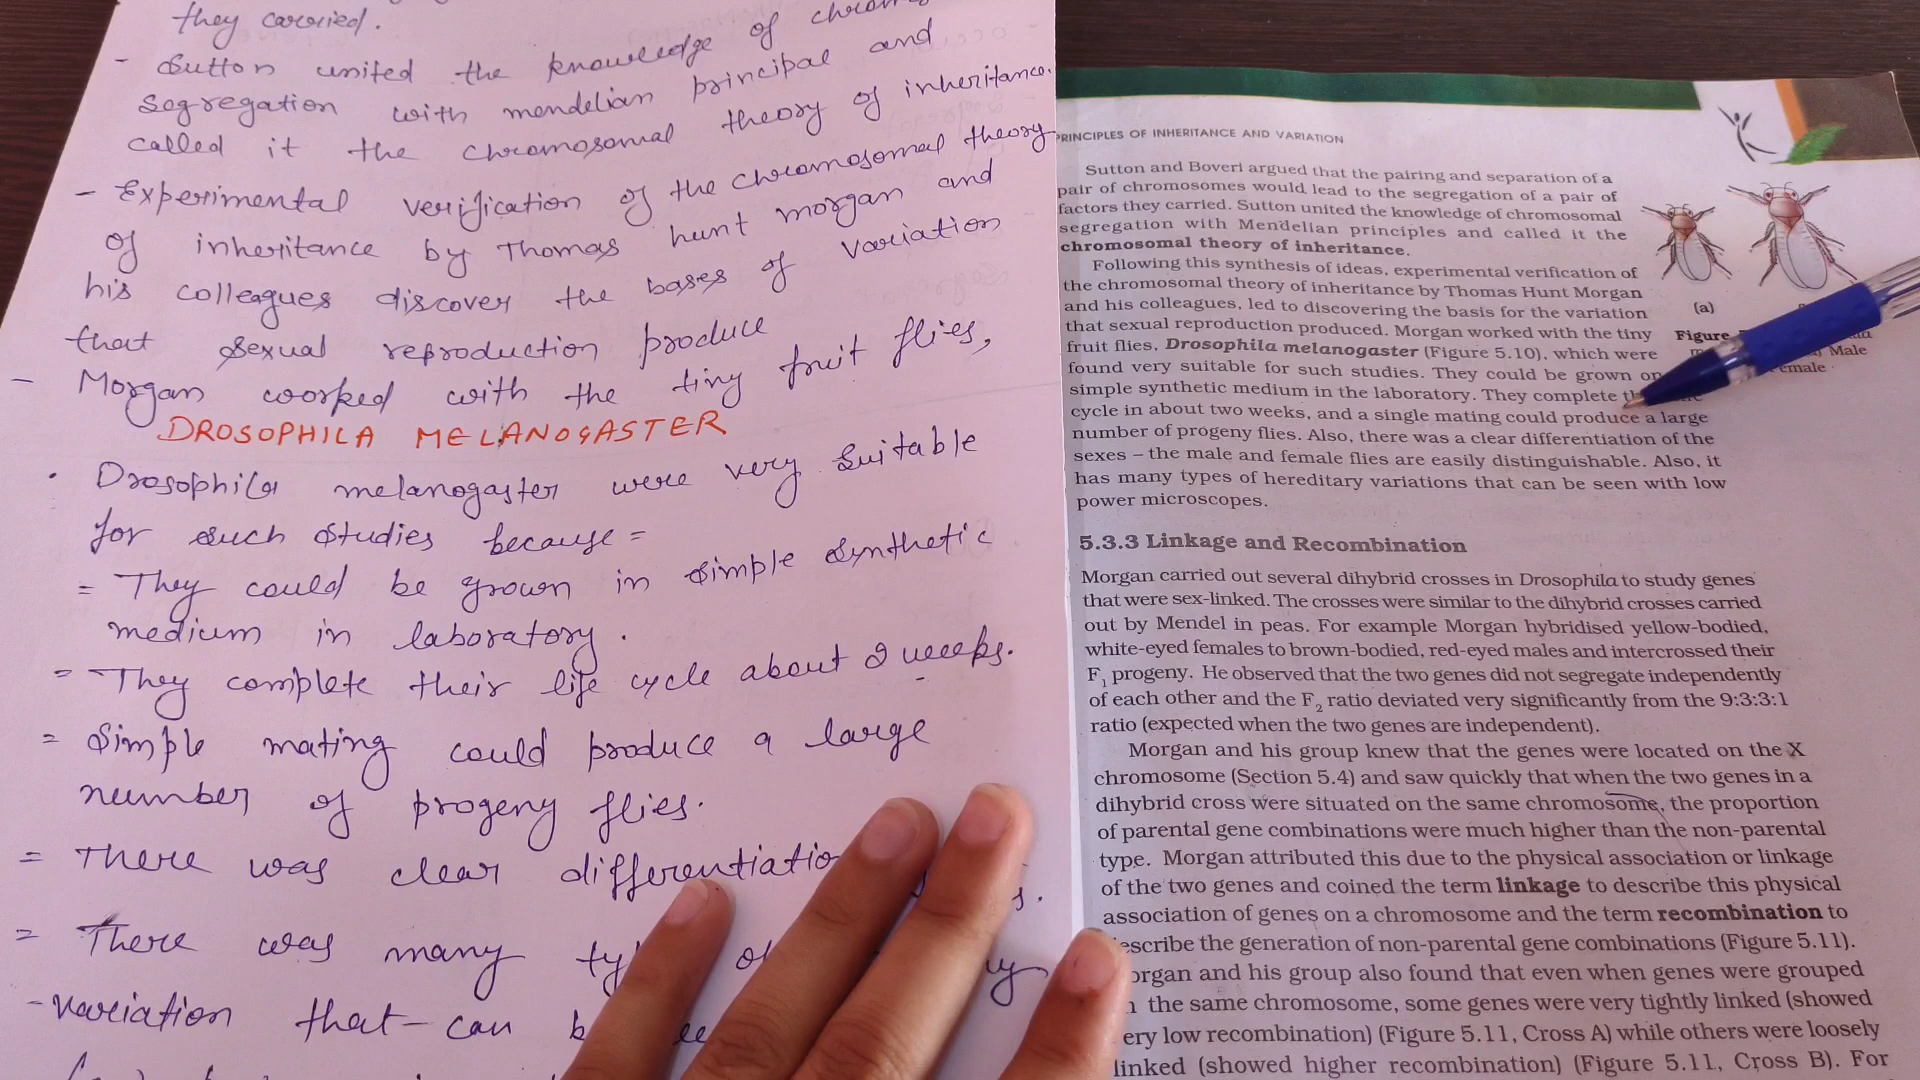 they carried.
- Sutton united the knowledge of
segregation with mendelian principal and
called it the chromosomal theory of inheritance.
- Experimental verification of the chromosomal theory
of inheritance by Thomas hunt morgan and
his colleagues discover the bases of variation
that sexual reproduction produce
- Morgan worked with the tiny fruit flies,
DROSOPHILA MELANOGASTER
. Drosophila melanogaster were very suitable
for such studies because =
= They could be grown in simple synthetic
medium in laboratory.
= They complete their life cycle about 2 weeks.
= Simple mating could produce a large
number of progeny flies.
= There was clear
= There was many
- variation that can
PRINCIPLES OF INHERITANCE AND VARIATION
Sutton and Boveri argued that the pairing and separation of a
pair of chromosomes would lead to the segregation of a pair of
factors they carried. Sutton united the knowledge of chromosomal
segregation with Mendelian principles and called it the
chromosomal theory of inheritance.
Following this synthesis of ideas, experimental verification of
the chromosomal theory of inheritance by Thomas Hunt Morgan
and his colleagues, led to discovering the basis for the variation
that sexual reproduction produced. Morgan worked with the tiny
fruit flies, Drosophila melanogaster (Figure 5.10), which were
found very suitable for such studies. They could be grown on
simple synthetic medium in the laboratory. They complete
cycle in about two weeks, and a single mating could produce a large
number of progeny flies. Also, there was a clear differentiation of the
sexes – the male and female flies are easily distinguishable. Also, it
has many types of hereditary variations that can be seen with low
power microscopes.
(a)
Figure
Male
5.3.3 Linkage and Recombination
Morgan carried out several dihybrid crosses in Drosophila to study genes
that were sex-linked. The crosses were similar to the dihybrid crosses carried
out by Mendel in peas. For example Morgan hybridised yellow-bodied,
white-eyed females to brown-bodied, red-eyed males and intercrossed their
F1 progeny. He observed that the two genes did not segregate independently
of each other and the F2 ratio deviated very significantly from the 9:3:3:1
ratio (expected when the two genes are independent).
Morgan and his group knew that the genes were located on the X
chromosome (Section 5.4) and saw quickly that when the two genes in a
dihybrid cross were situated on the same chromosome, the proportion
of parental gene combinations were much higher than the non-parental
type. Morgan attributed this due to the physical association or linkage
of the two genes and coined the term linkage to describe this physical
association of genes on a chromosome and the term recombination to
escribe the generation of non-parental gene combinations (Figure 5.11).
organ and his group also found that even when genes were grouped
the same chromosome, some genes were very tightly linked (showed
ery low recombination) (Figure 5.11, Cross A) while others were loosely
linked (showed higher recombination) (Figure 5.11, Cross B). For